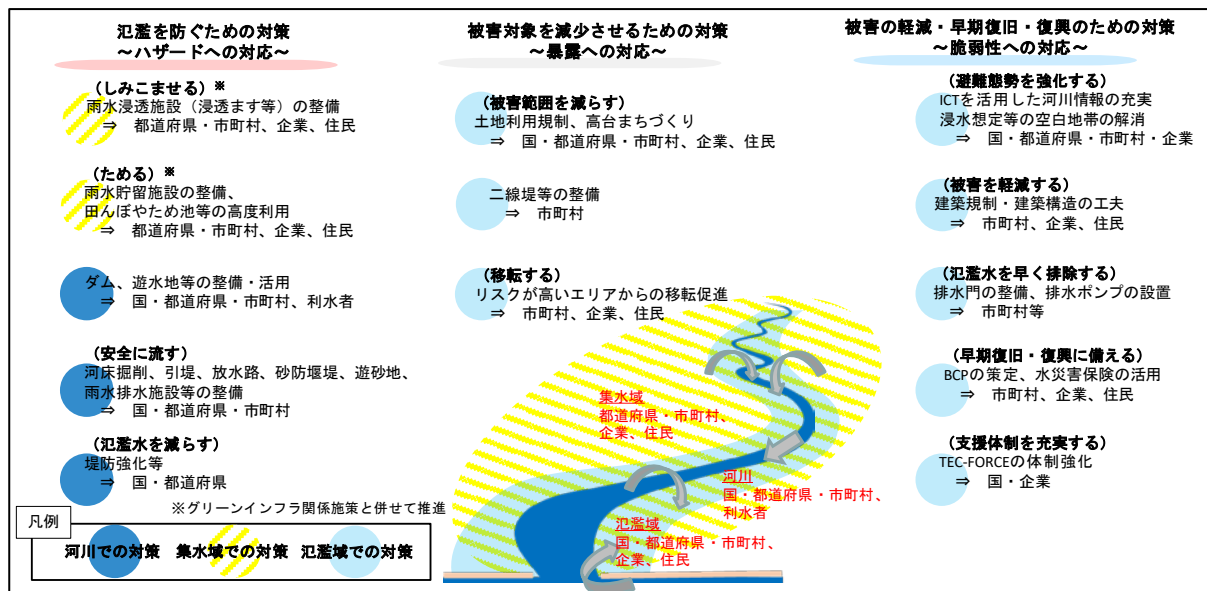 氾濫を防ぐための対策
～ハザードへの対応～
(しみこませる)※
雨水浸透施設（浸透ます等）の整備
⇒ 都道府県・市町村、企業、住民
(ためる)※
雨水貯留施設の整備、
田んぼやため池等の高度利用
⇒ 都道府県・市町村、企業、住民
ダム、遊水地等の整備・活用
⇒ 国・都道府県・市町村、利水者
(安全に流す)
河床掘削、引堤、放水路、砂防堰堤、遊砂地、
雨水排水施設等の整備
⇒ 国・都道府県・市町村
(氾濫水を減らす)
堤防強化等
⇒ 国・都道府県
※グリーンインフラ関係施策と併せて推進
凡例
河川での対策 集水域での対策 氾濫域での対策
被害対象を減少させるための対策
～暴露への対応～
(被害範囲を減らす)
土地利用規制、高台まちづくり
⇒ 国・都道府県・市町村、企業、住民
二線堤等の整備
⇒ 市町村
(移転する)
リスクが高いエリアからの移転促進
⇒ 市町村、企業、住民
集水域
都道府県・市町村、
企業、住民
河川
国・都道府県・市町村、
利水者
氾濫域
国・都道府県・市町村、
企業、住民
被害の軽減・早期復旧・復興のための対策
～脆弱性への対応～
(避難態勢を強化する)
ICTを活用した河川情報の充実
浸水想定等の空白地帯の解消
⇒ 国・都道府県・市町村・企業
(被害を軽減する)
建築規制・建築構造の工夫
⇒ 市町村、企業、住民
(氾濫水を早く排除する)
排水門の整備、排水ポンプの設置
⇒ 市町村等
(早期復旧・復興に備える)
BCPの策定、水災害保険の活用
⇒ 市町村、企業、住民
(支援体制を充実する)
TEC-FORCEの体制強化
⇒ 国・企業